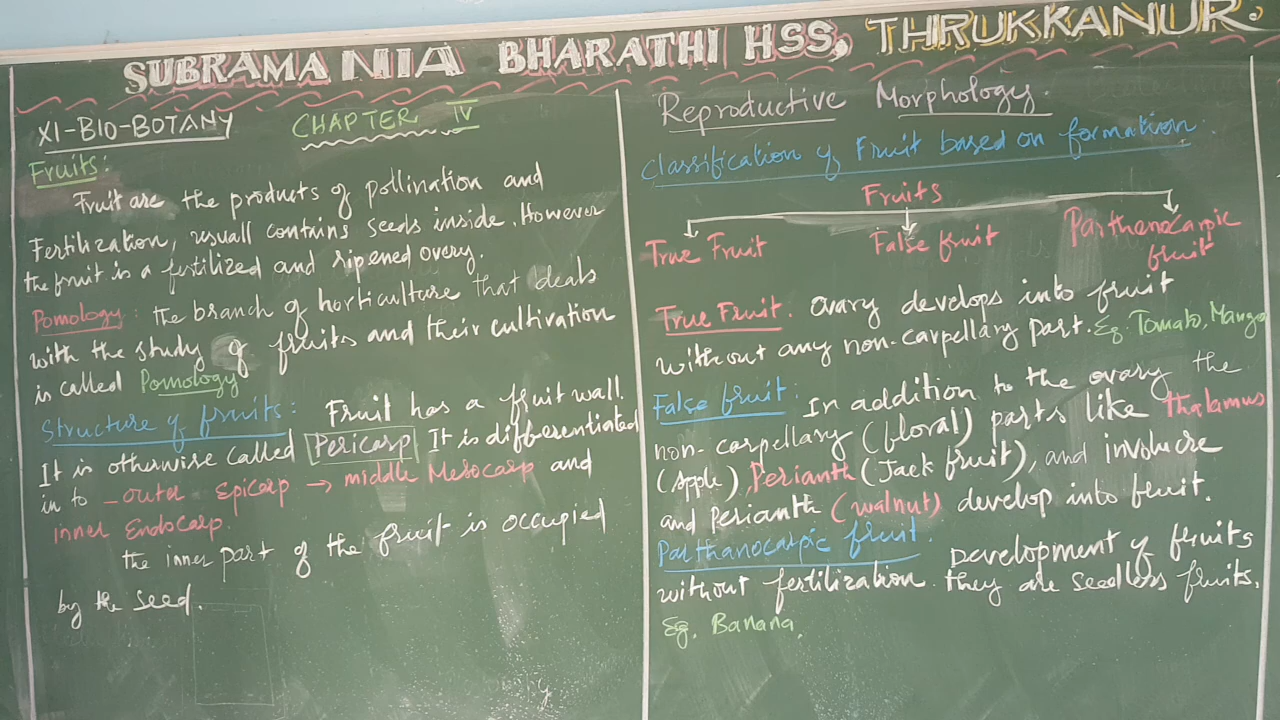 SUBRAMANIA BHARATHI HSS, THRUKKANUR.
XI-BIO-BOTANY CHAPTER IV
Fruits:
Fruit are the products of pollination and
Fertilization, usuall contains seeds inside. However
the fruit is a fertilized and ripened overy.
Pomology: the branch of horticulture that deals
with the study of fruits and their cultivation
is called Pomology
Structure of fruits: Fruit has a fruit wall.
It is otherwise called Pericarp It is differentiated
in to - outer Epicarp → middle Mesocarp and
inner Endocarp.
the inner part of the fruit is occupied
by the seed.
Reproductive Morphology.
Classification of Fruit based on formation.
Fruits
True Fruit False fruit Parthanocarpic
fruit
True Fruit. Ovary develops into fruit
without any non-carpellary part. Eg. Tomato, Mango
False fruit: In addition to the ovary the
non-carpellary (floral) parts like Thalamus
(Apple), Perianth (Jack fruit), and involucre
and Perianth (walnut) develop into fruit.
Parthanocarpic fruit. Development of fruits
without fertilization. they are seedless fruits.
Eg. Banana.